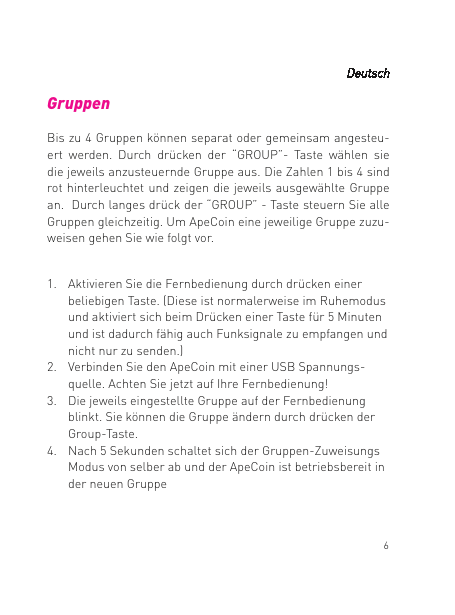 Deutsch
Gruppen
Bis zu 4 Gruppen können separat oder gemeinsam angesteu-
ert werden. Durch drücken der “GROUP”- Taste wählen sie
die jeweils anzusteuernde Gruppe aus. Die Zahlen 1 bis 4 sind
rot hinterleuchtet und zeigen die jeweils ausgewählte Gruppe
an.  Durch langes drück der “GROUP” - Taste steuern Sie alle
Gruppen gleichzeitig. Um ApeCoin eine jeweilige Gruppe zuzu-
weisen gehen Sie wie folgt vor.
1. Aktivieren Sie die Fernbedienung durch drücken einer
beliebigen Taste. (Diese ist normalerweise im Ruhemodus
und aktiviert sich beim Drücken einer Taste für 5 Minuten
und ist dadurch fähig auch Funksignale zu empfangen und
nicht nur zu senden.)
2. Verbinden Sie den ApeCoin mit einer USB Spannungs-
quelle. Achten Sie jetzt auf Ihre Fernbedienung!
3. Die jeweils eingestellte Gruppe auf der Fernbedienung
blinkt. Sie können die Gruppe ändern durch drücken der
Group-Taste.
4. Nach 5 Sekunden schaltet sich der Gruppen-Zuweisungs
Modus von selber ab und der ApeCoin ist betriebsbereit in
der neuen Gruppe
6